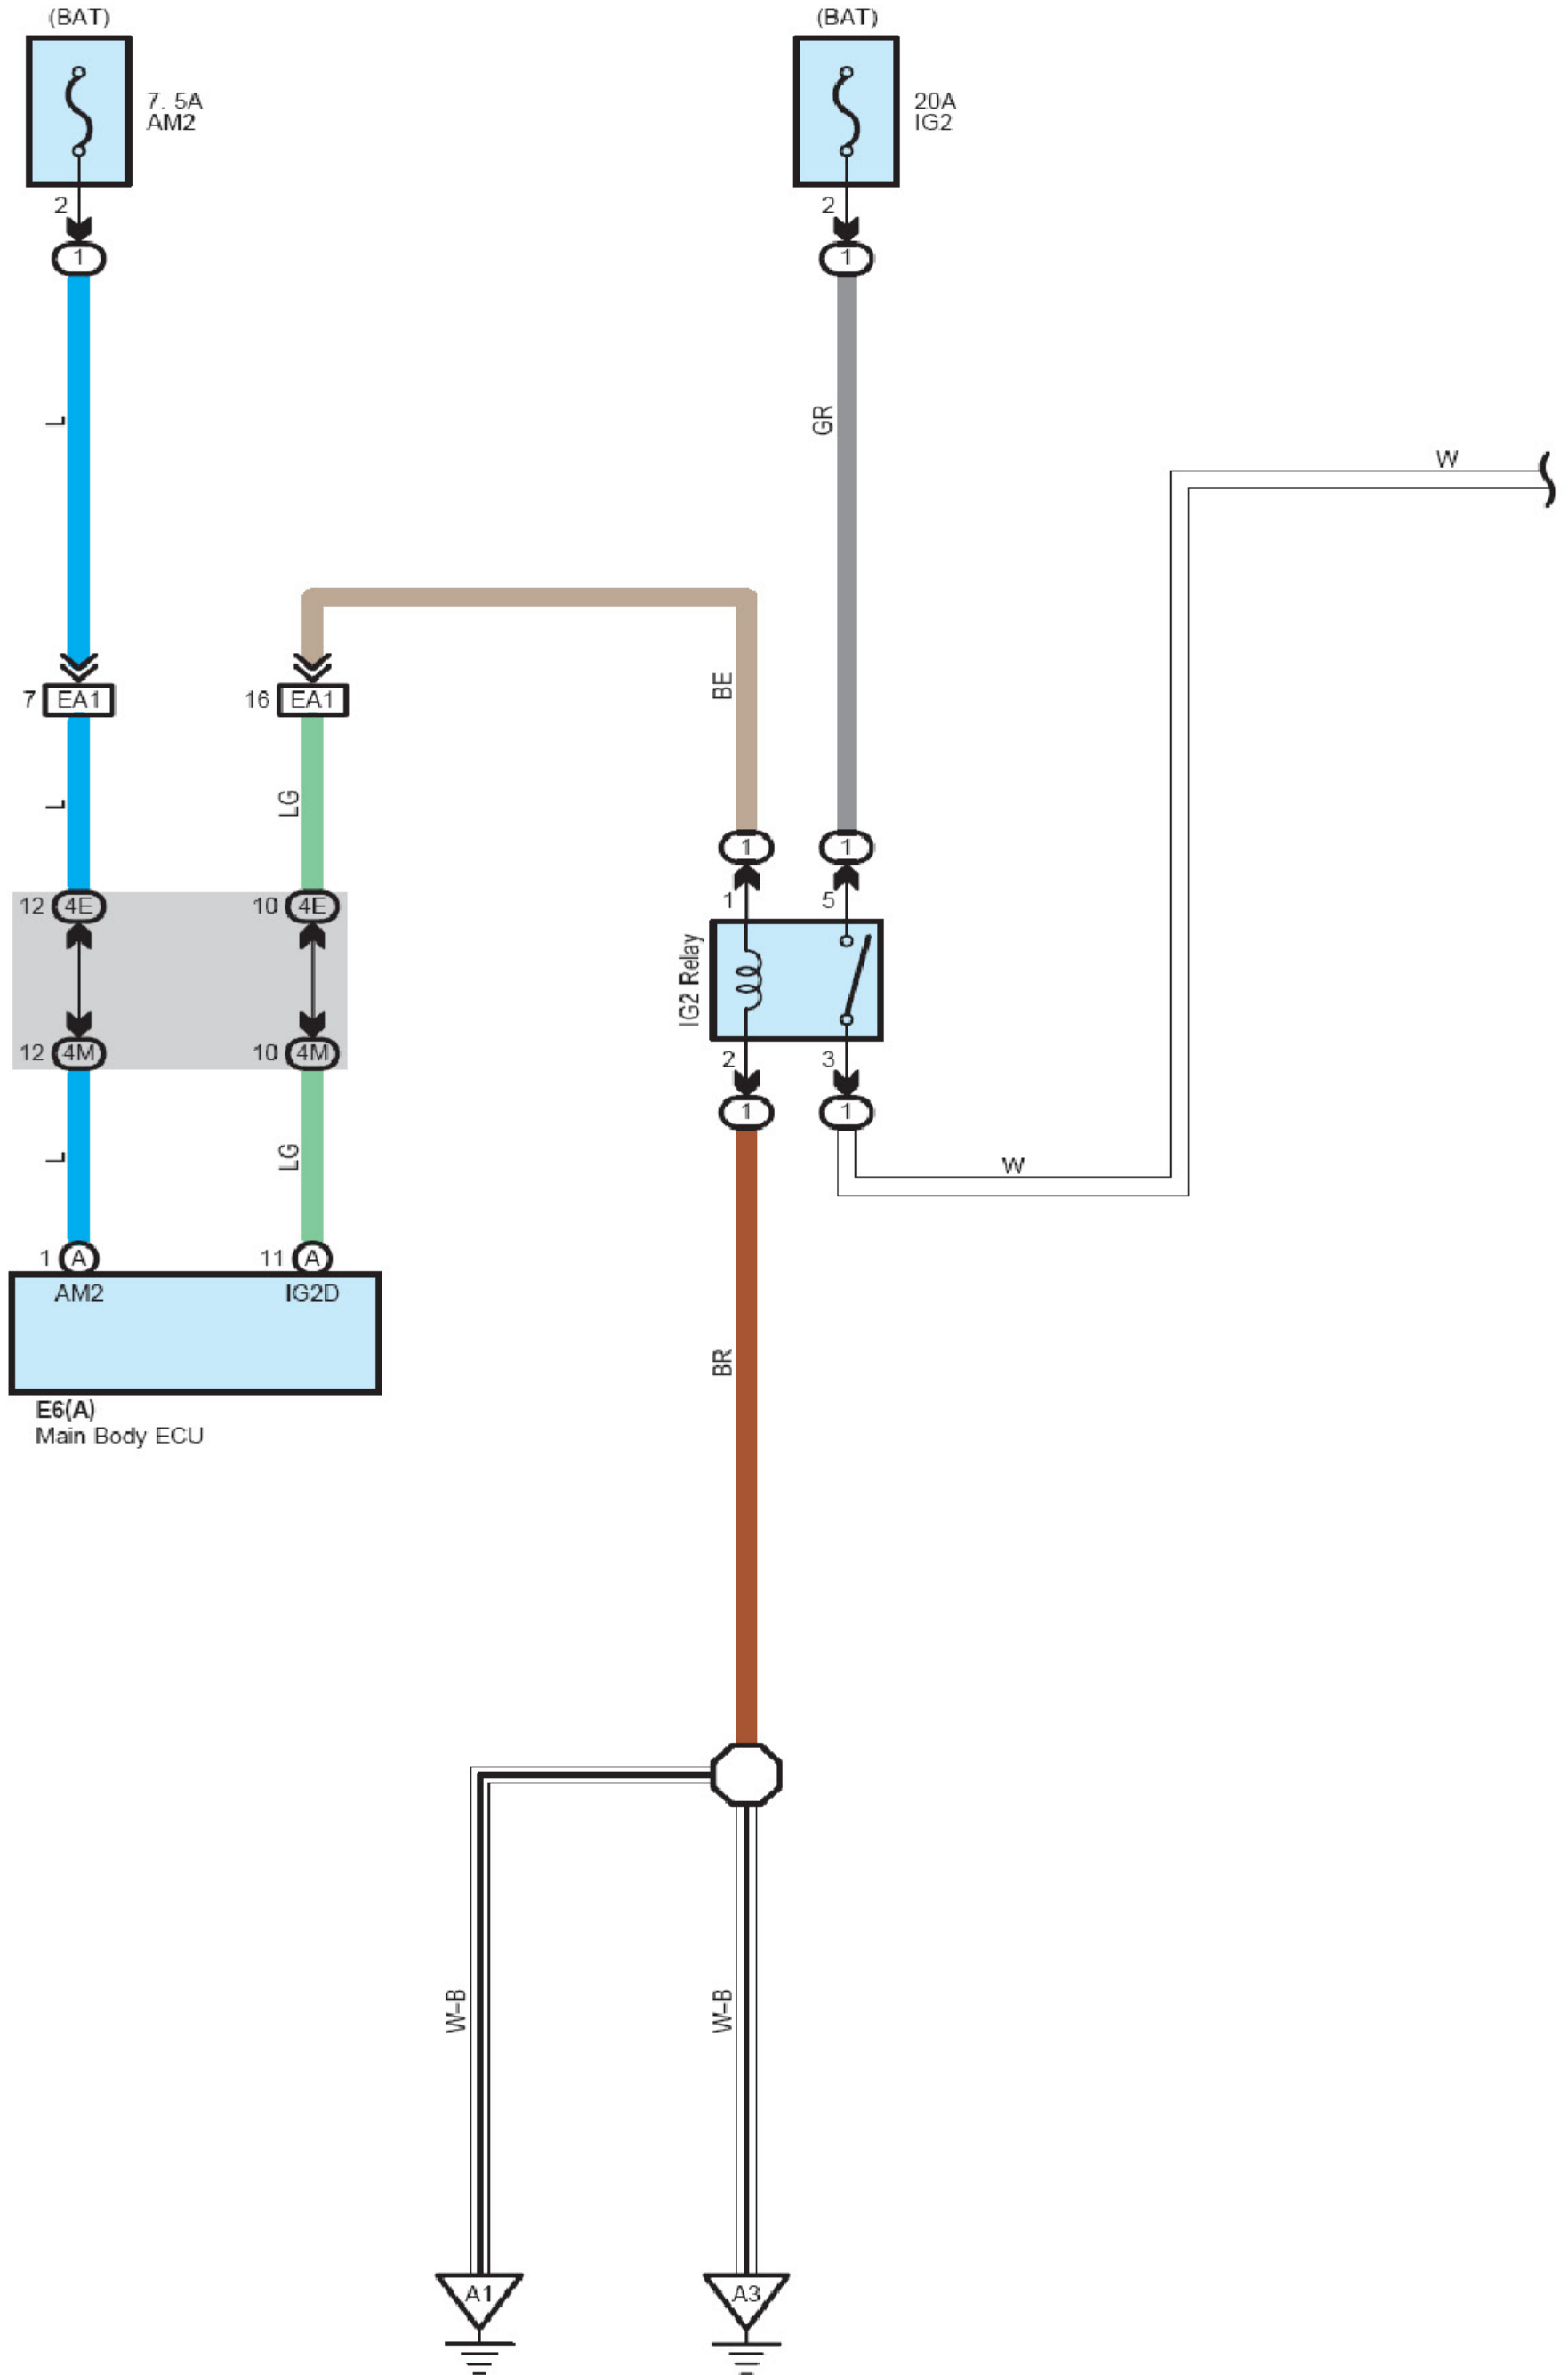 (BAT)
(BAT)
7. 5A
AM2
20A
IG2
2
2
1
1
L
GR
W
7 EA1
16 EA1
BE
L
LG
1
1
12 4E
10 4E
1
5
IG2 Relay
12 4M
10 4M
2
3
1
1
L
LG
W
1 A
11 A
AM2
IG2D
BR
E6(A)
Main Body ECU
W-B
W-B
A1
A3